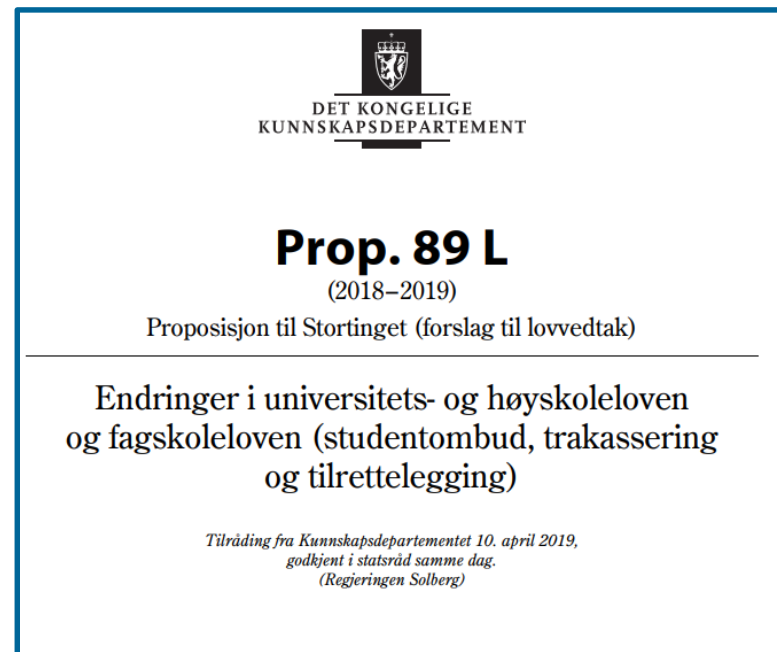 DET KONGELIGE
KUNNSKAPSDEPARTEMENT
Prop. 89 L
(2018–2019)
Proposisjon til Stortinget (forslag til lovvedtak)
Endringer i universitets- og høyskoleloven
og fagskoleloven (studentombud, trakassering
og tilrettelegging)
Tilråding fra Kunnskapsdepartementet 10. april 2019,
godkjent i statsråd samme dag.
(Regjeringen Solberg)